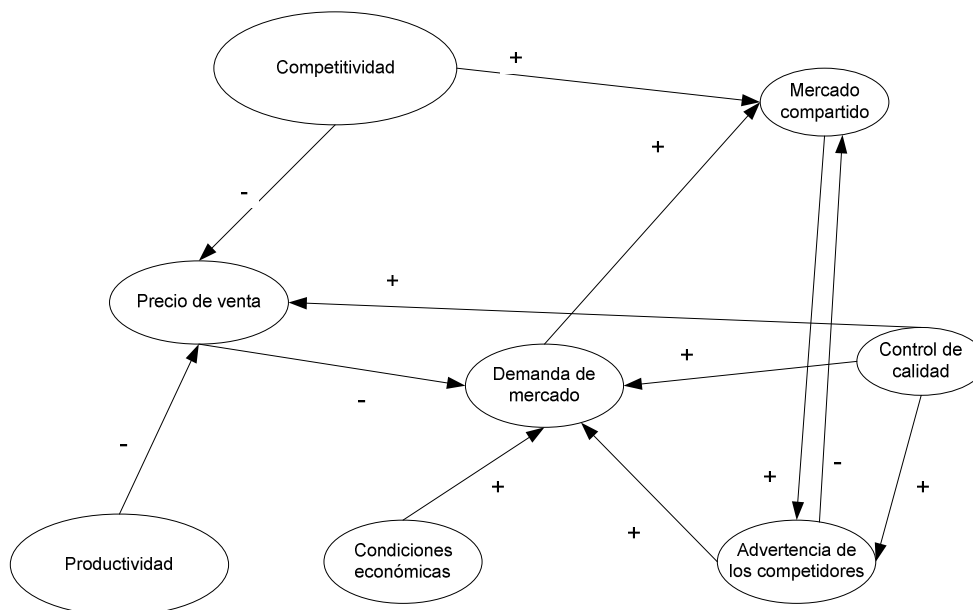 Competitividad
+
Mercado
compartido
+
-
+
Precio de venta
Control de
calidad
+
Demanda de
mercado
-
-
+
-
+
+
+
Productividad
Condiciones
económicas
Advertencia de
los competidores